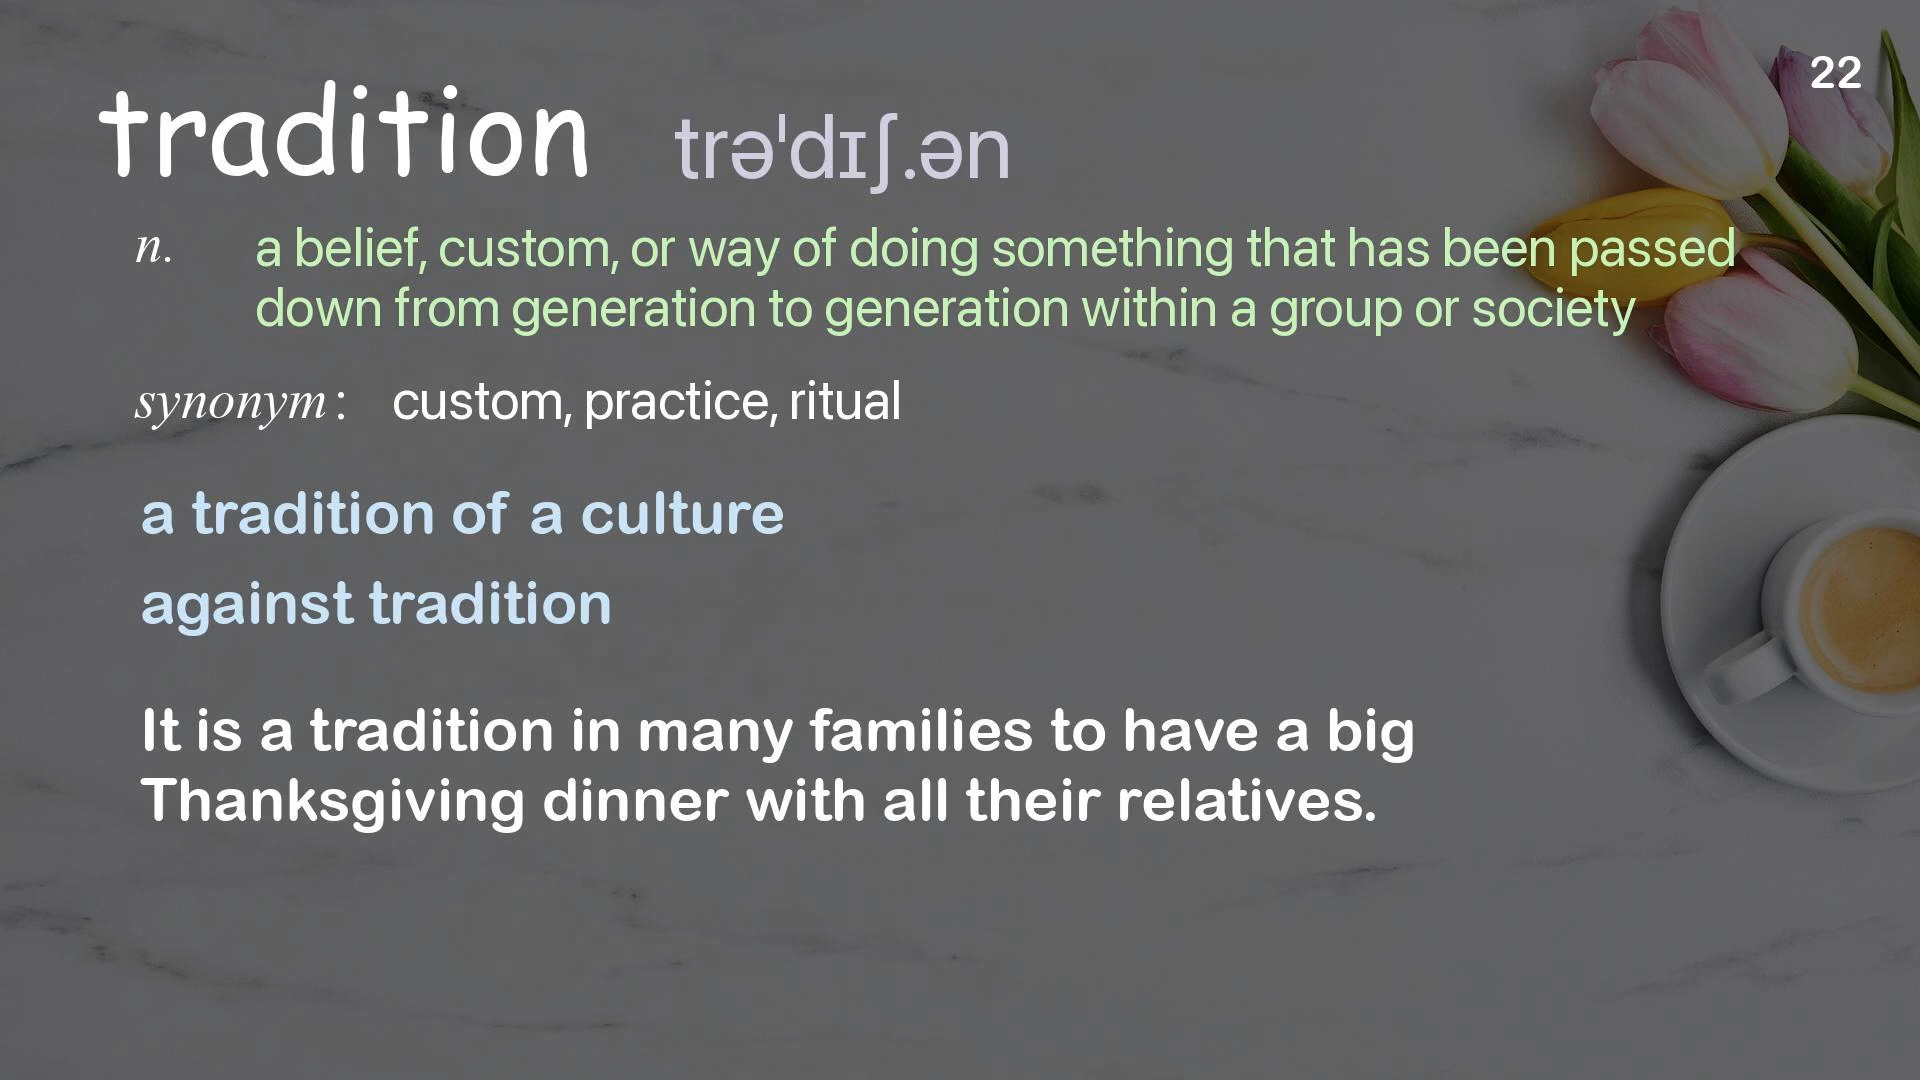 22
tradition trəˈdɪʃ.ən
n. a belief, custom, or way of doing something that has been passed
down from generation to generation within a group or society
synonym: custom, practice, ritual
a tradition of a culture
against tradition
It is a tradition in many families to have a big
Thanksgiving dinner with all their relatives.